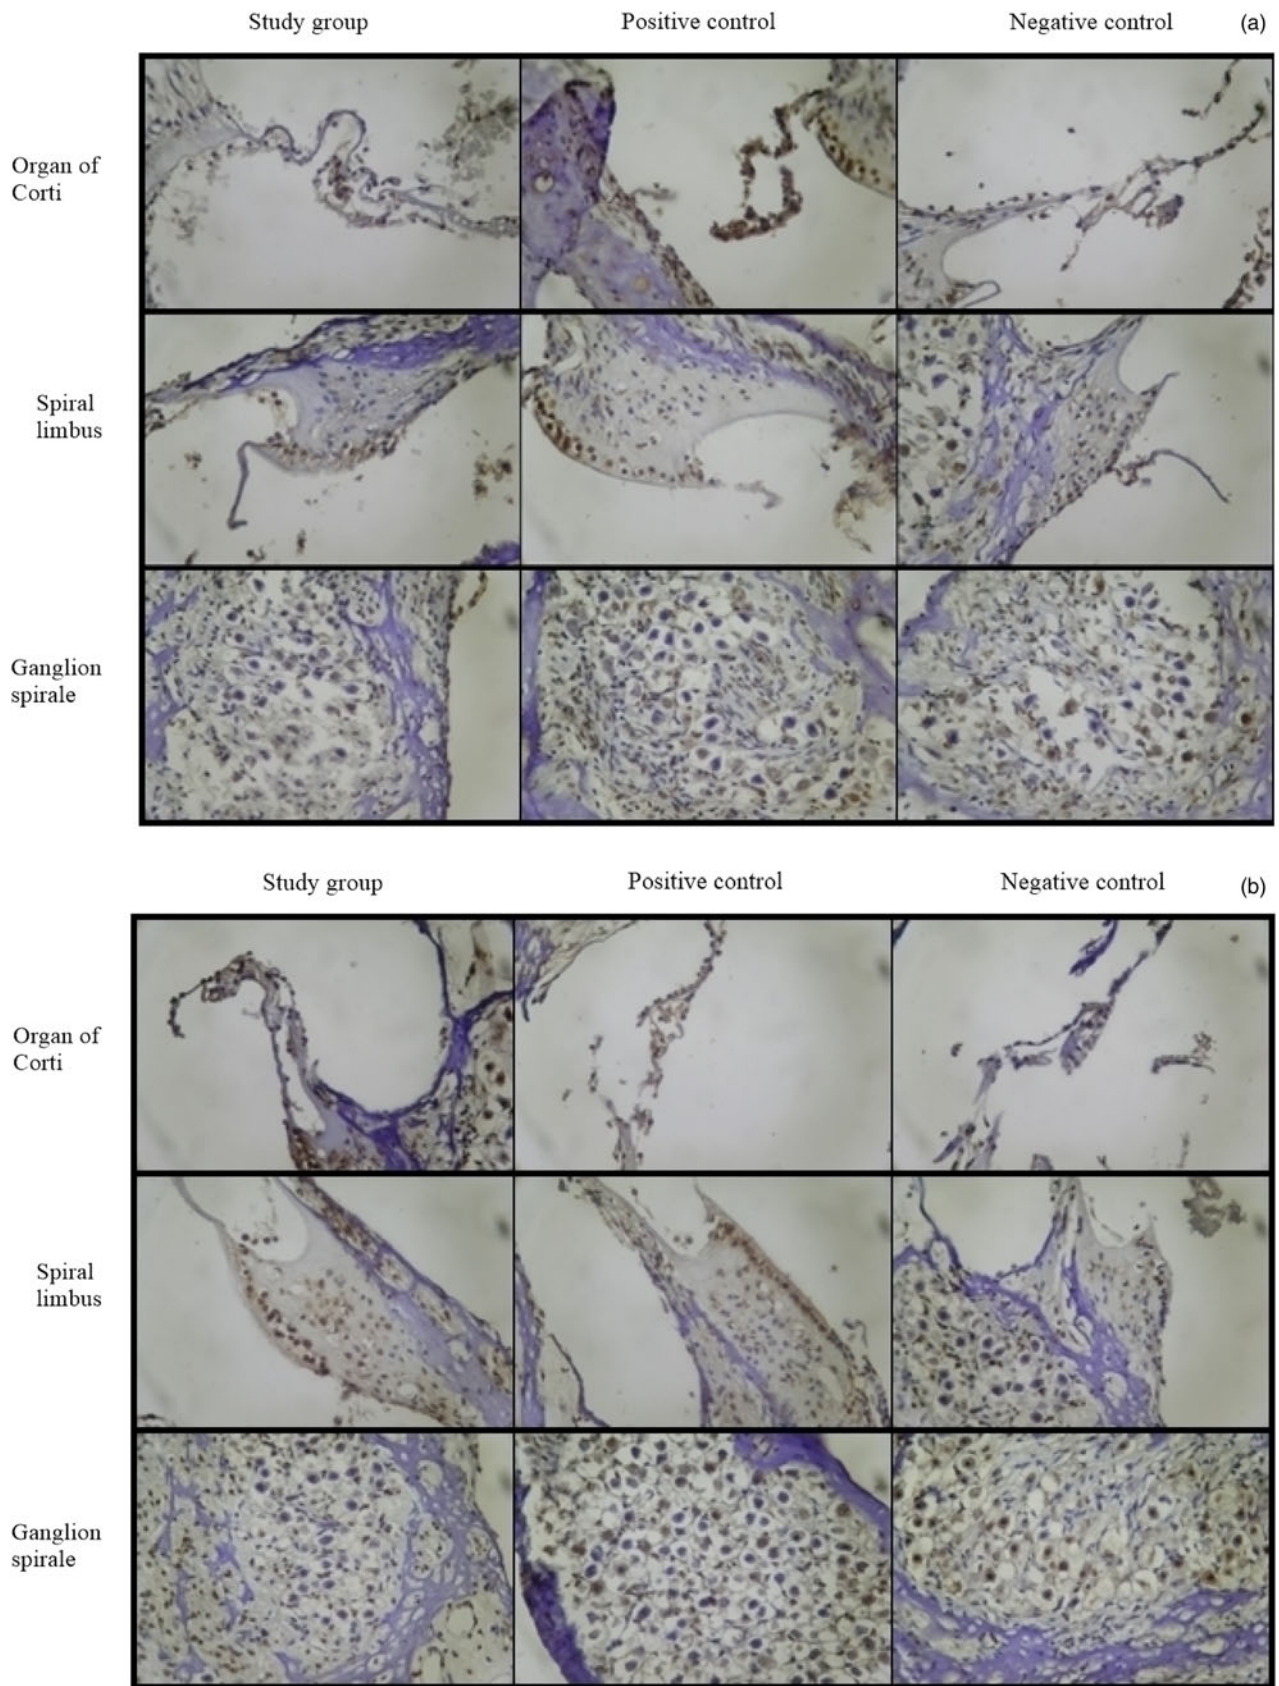 Study group Positive control Negative control (a)
Organ of
Corti
Spiral
limbus
Ganglion
spirale
Study group Positive control Negative control (b)
Organ of
Corti
Spiral
limbus
Ganglion
spirale